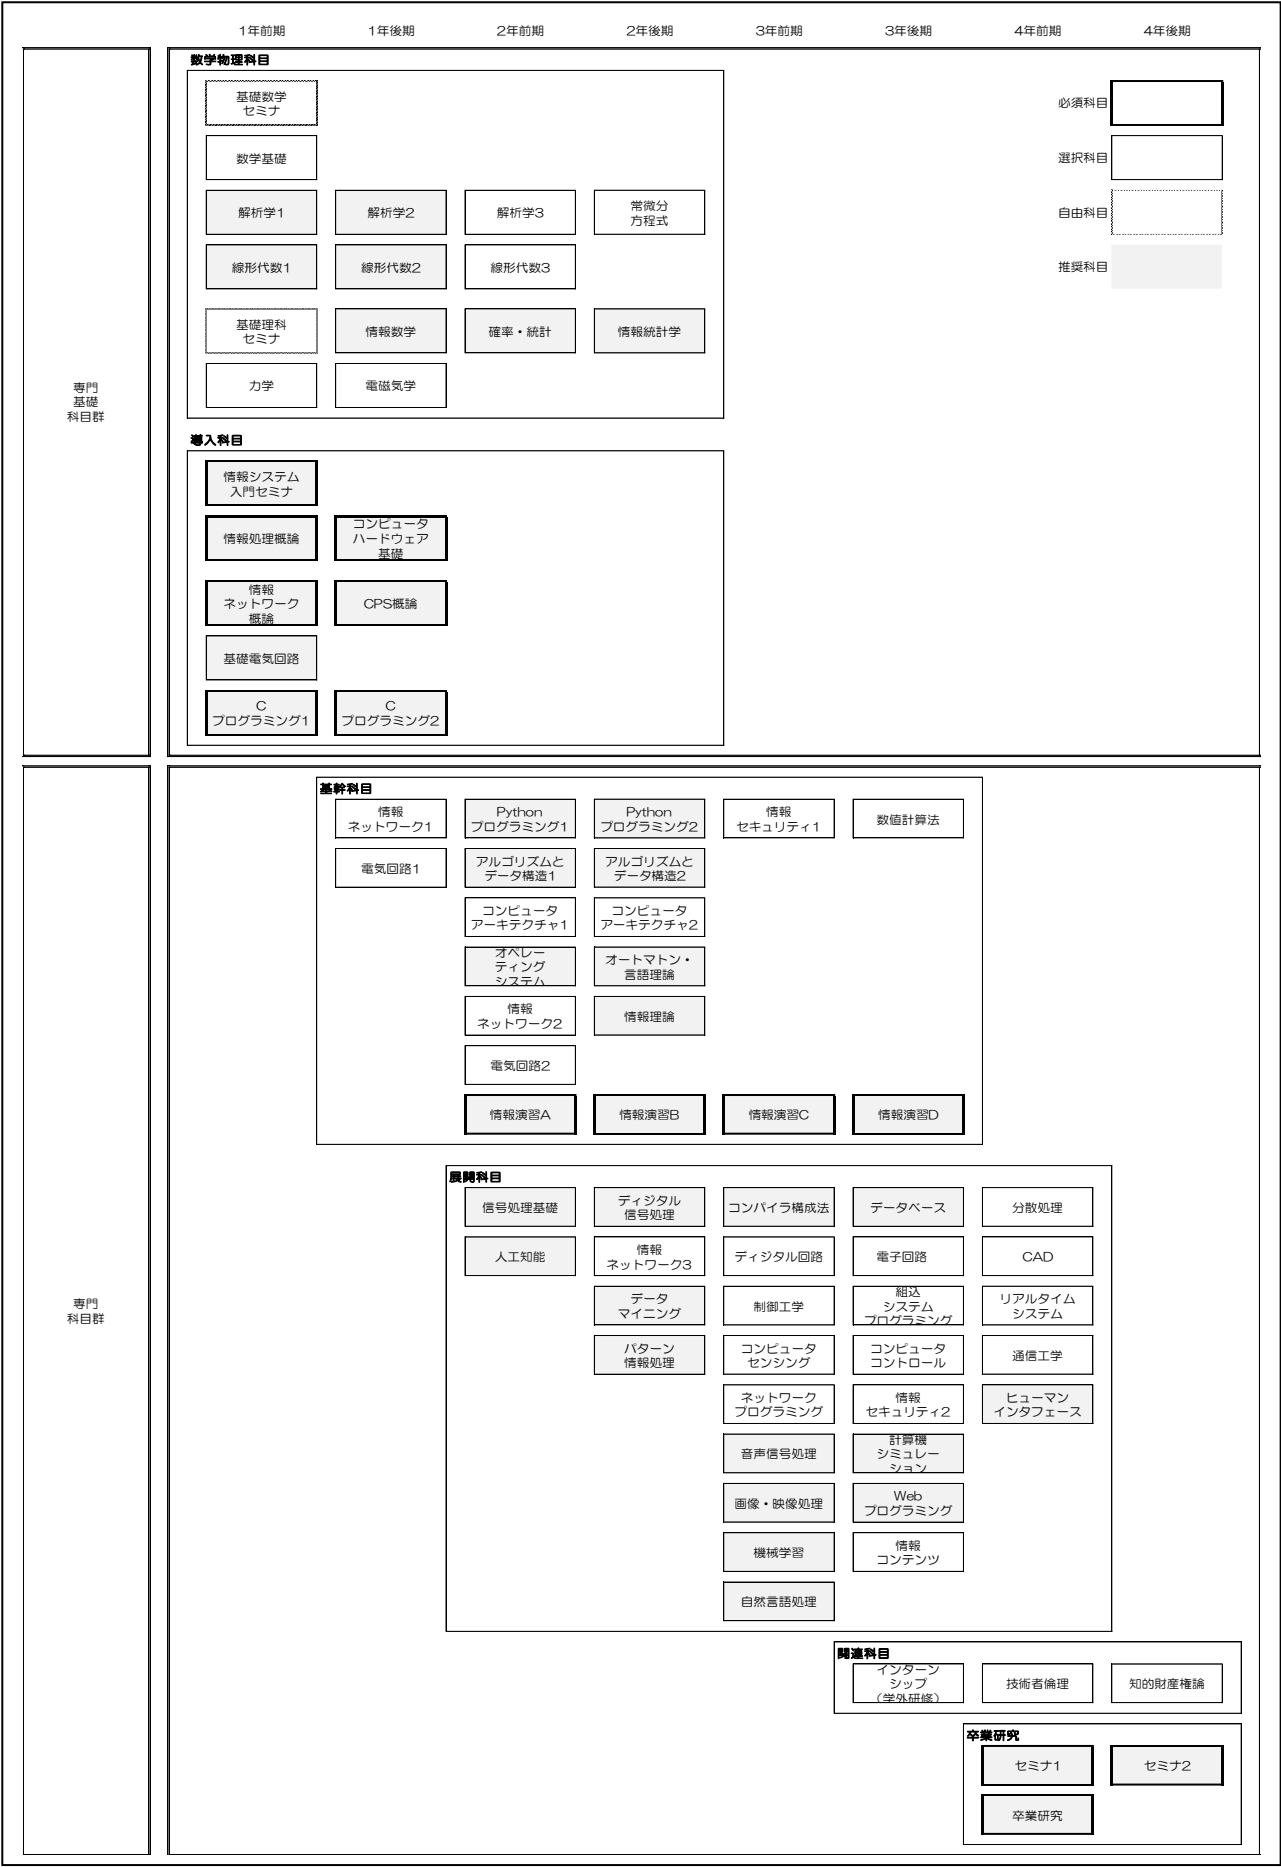 1年前期
1年後期
2年前期
2年後期
3年前期
3年後期
4年前期
4年後期
専門
基礎
科目群
数学物理科目
基礎数学
セミナ
必須科目
数学基礎
選択科目
解析学1
解析学2
解析学3
常微分
方程式
自由科目
線形代数1
線形代数2
線形代数3
推奨科目
基礎理科
セミナ
情報数学
確率・統計
情報統計学
力学
電磁気学
導入科目
情報システム
入門セミナ
情報処理概論
コンピュータ
ハードウェア
基礎
情報
ネットワーク
概論
CPS概論
基礎電気回路
C
プログラミング1
C
プログラミング2
専門
科目群
基幹科目
情報
ネットワーク1
Python
プログラミング1
Python
プログラミング2
情報
セキュリティ1
数値計算法
電気回路1
アルゴリズムと
データ構造1
アルゴリズムと
データ構造2
コンピュータ
アーキテクチャ1
コンピュータ
アーキテクチャ2
オペレー
ティング
システム
オートマトン・
言語理論
情報
ネットワーク2
情報理論
電気回路2
情報演習A
情報演習B
情報演習C
情報演習D
展開科目
信号処理基礎
ディジタル
信号処理
コンパイラ構成法
データベース
分散処理
人工知能
情報
ネットワーク3
ディジタル回路
電子回路
CAD
データ
マイニング
制御工学
組込
システム
プログラミング
リアルタイム
システム
パターン
情報処理
コンピュータ
センシング
コンピュータ
コントロール
通信工学
ネットワーク
プログラミング
情報
セキュリティ2
ヒューマン
インタフェース
音声信号処理
計算機
シミュレー
ション
画像・映像処理
Web
プログラミング
機械学習
情報
コンテンツ
自然言語処理
関連科目
インターン
シップ
（学外研修）
技術者倫理
知的財産権論
卒業研究
セミナ1
セミナ2
卒業研究